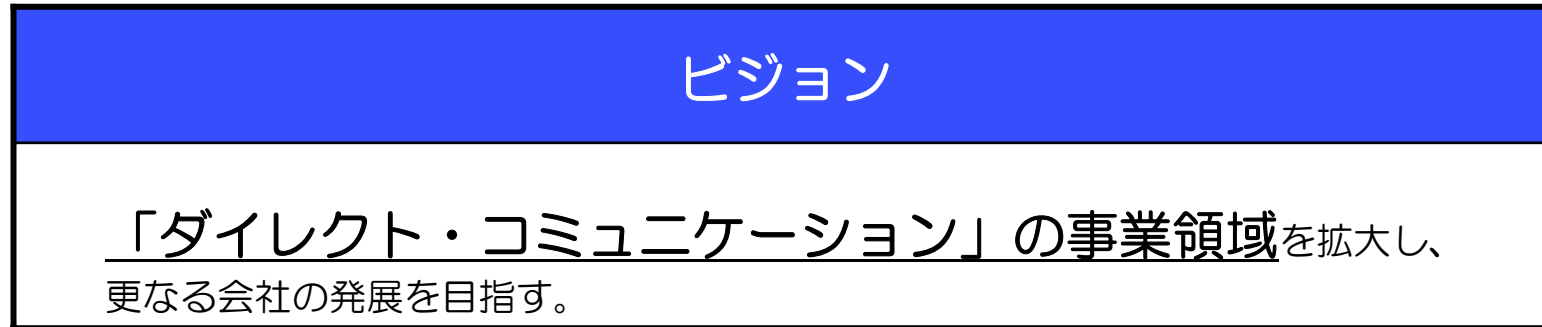 ビジョン
「ダイレクト・コミュニケーション」の事業領域を拡大し、
更なる会社の発展を目指す。